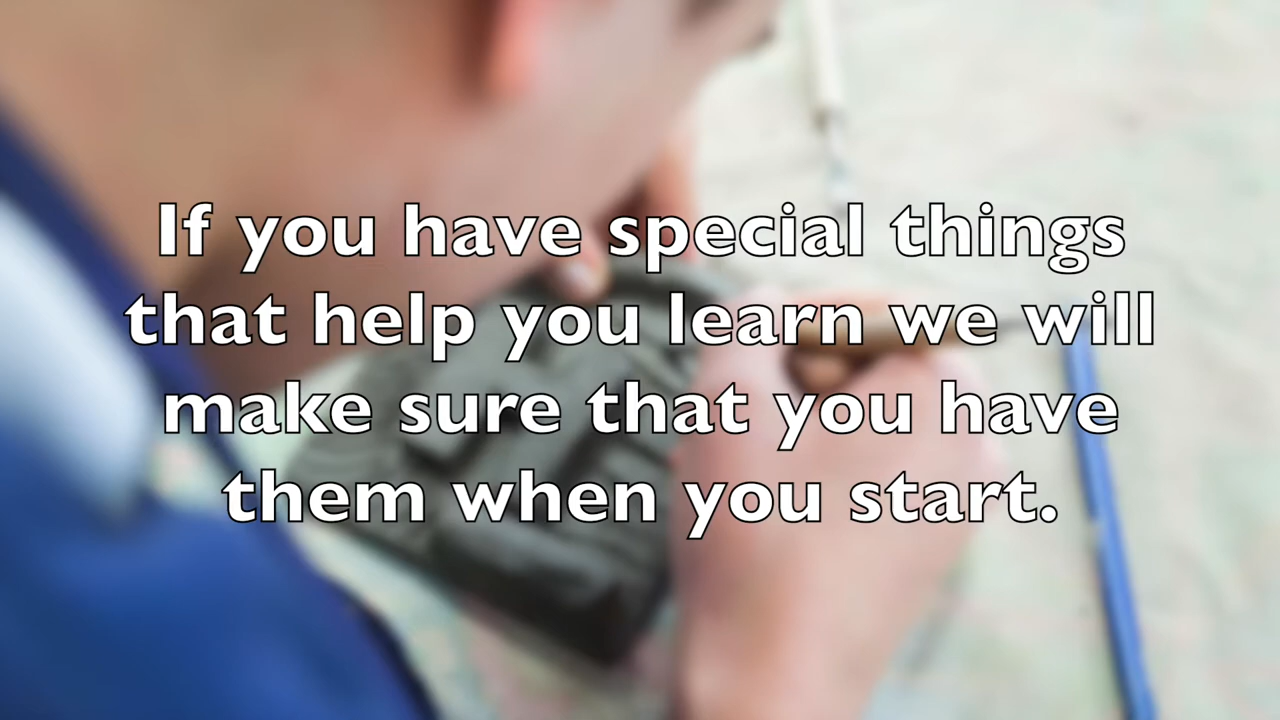 If you have special things
that help you learn we will
make sure that you have
them when you start.